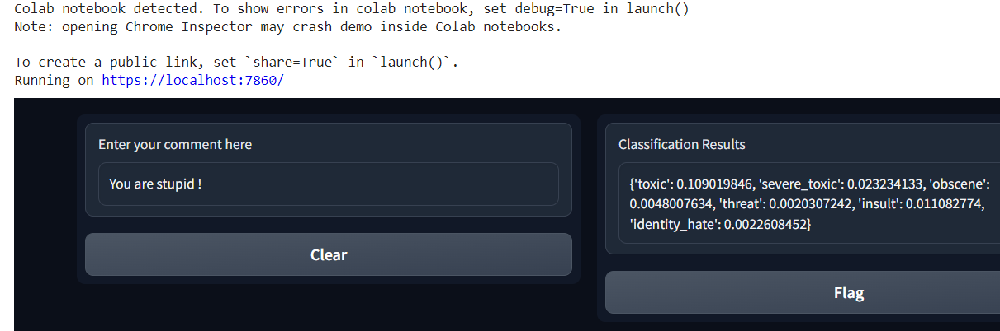 Colab notebook detected. To show errors in colab notebook, set debug=True in launch()
Note: opening Chrome Inspector may crash demo inside Colab notebooks.
To create a public link, set `share=True` in `launch()`.
Running on https://localhost:7860/
Enter your comment here
You are stupid !
Clear
Classification Results
{'toxic': 0.109019846, 'severe_toxic': 0.023234133, 'obscene':
0.0048007634, 'threat': 0.0020307242, 'insult': 0.011082774,
'identity_hate': 0.0022608452}
Flag